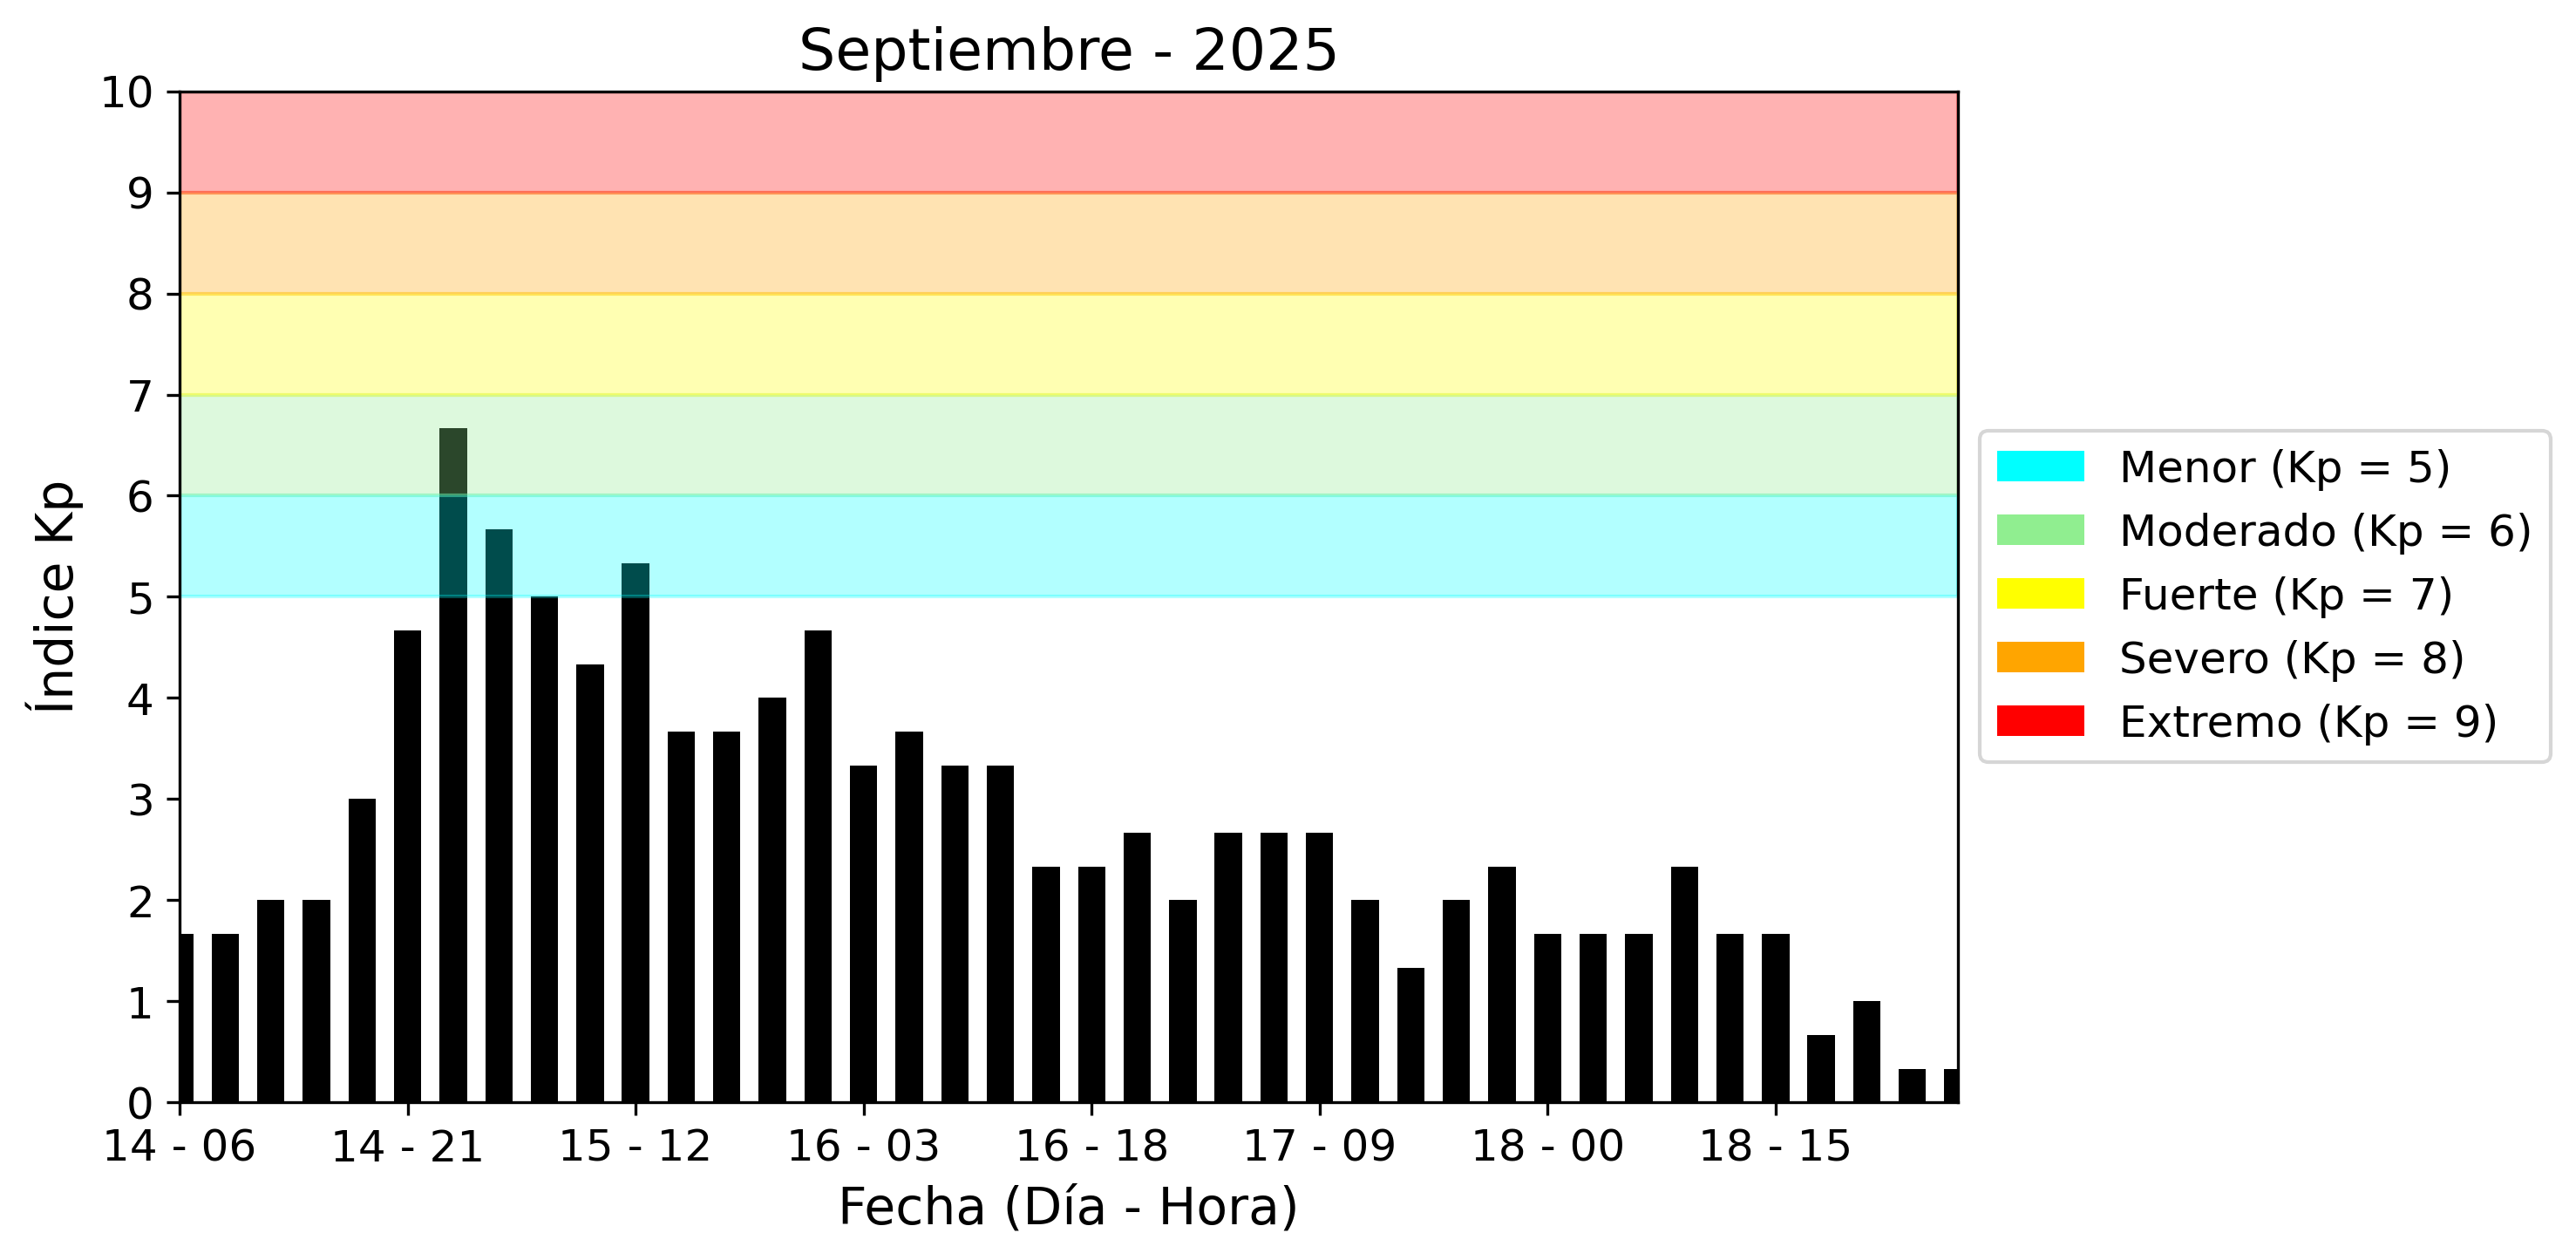 Septiembre - 2025
10
9
8
7
6
5
4
3
2
1
0
Índice Kp
14 - 06
14 - 21
15 - 12
16 - 03
16 - 18
17 - 09
18 - 00
18 - 15
Fecha (Día - Hora)
Menor (Kp = 5)
Moderado (Kp = 6)
Fuerte (Kp = 7)
Severo (Kp = 8)
Extremo (Kp = 9)